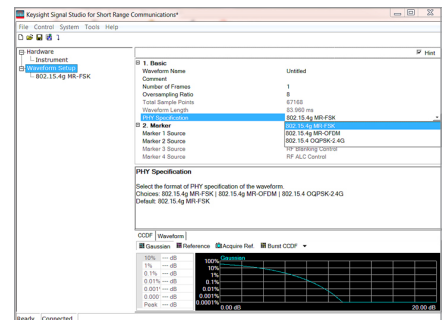 Keysight Signal Studio for Short Range Communications*
File Control System Tools Help
Hardware
Instrument
Waveform Setup
802.15.4g MR-FSK
Hint
1. Basic
Waveform Name Untitled
Comment
Number of Frames 1
Oversampling Ratio 8
Total Sample Points 67168
Waveform Length 83.960 ms
PHY Specification 802.15.4g MR-FSK
802.15.4g MR-FSK
2. Marker 802.15.4g MR-OFDM
Marker 1 Source 802.15.4 OQPSK-2.4G
Marker 2 Source
Marker 3 Source RF Blanking Control
Marker 4 Source RF ALC Control
PHY Specification
Select the format of PHY specification of the waveform.
Choices: 802.15.4g MR-FSK | 802.15.4g MR-OFDM | 802.15.4 OQPSK-2.4G
Default: 802.15.4g MR-FSK
CCDF Waveform
Gaussian Reference Acquire Ref. Burst CCDF
10% --- dB
1% --- dB
0.1% --- dB
0.01% --- dB
0.001% --- dB
0.000 --- dB
Peak --- dB
Gaussian
100%
10%
1%
0.1%
0.01%
0.001%
0.0001%
0.00 dB 20.00 dB
Ready Connected